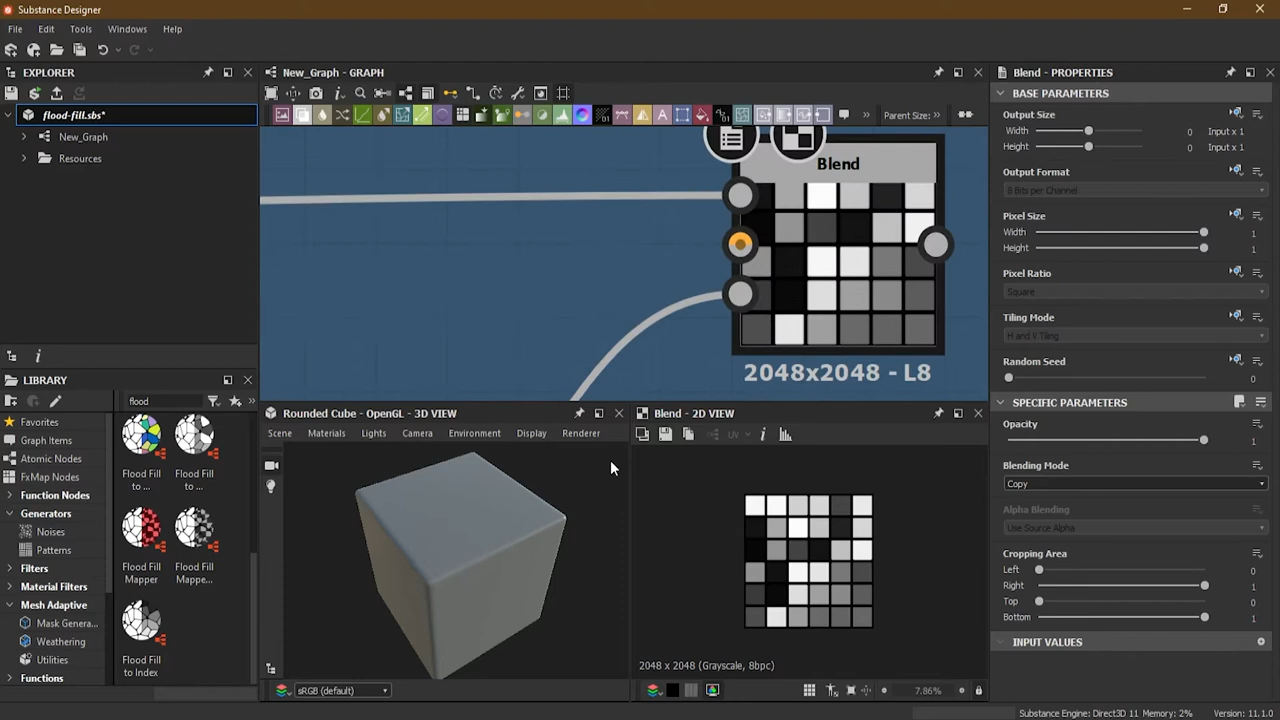 Substance Designer
File Edit Tools Windows Help
EXPLORER
flood-fill.sbs*
New_Graph
Resources
LIBRARY
flood
Favorites
Graph Items
Atomic Nodes
FxMap Nodes
Function Nodes
Generators
Noises
Patterns
Filters
Material Filters
Mesh Adaptive
Mask Genera...
Weathering
Utilities
Functions
Flood Fill to ...
Flood Fill to ...
Flood Fill Mapper
Flood Fill Mappe...
Flood Fill to Index
New_Graph - GRAPH
Parent Size:
Blend
2048x2048 - L8
Rounded Cube - OpenGL - 3D VIEW
Scene Materials Lights Camera Environment Display Renderer
sRGB (default)
Blend - 2D VIEW
UV
2048 x 2048 (Grayscale, 8bpc)
7.86%
Blend - PROPERTIES
BASE PARAMETERS
Output Size
Width 0 Input x 1
Height 0 Input x 1
Output Format
8 Bits per Channel
Pixel Size
Width 1
Height 1
Pixel Ratio
Square
Tiling Mode
H and V Tiling
Random Seed
0
SPECIFIC PARAMETERS
Opacity
1
Blending Mode
Copy
Alpha Blending
Use Source Alpha
Cropping Area
Left 0
Right 1
Top 0
Bottom 1
INPUT VALUES
Substance Engine: Direct3D 11 Memory: 2% Version: 11.1.0